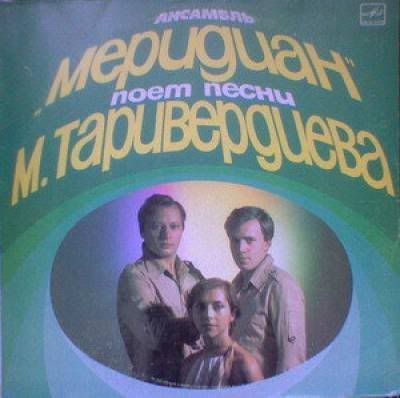 ансамбль
„меридиан"
поет песни
м. таривердиева